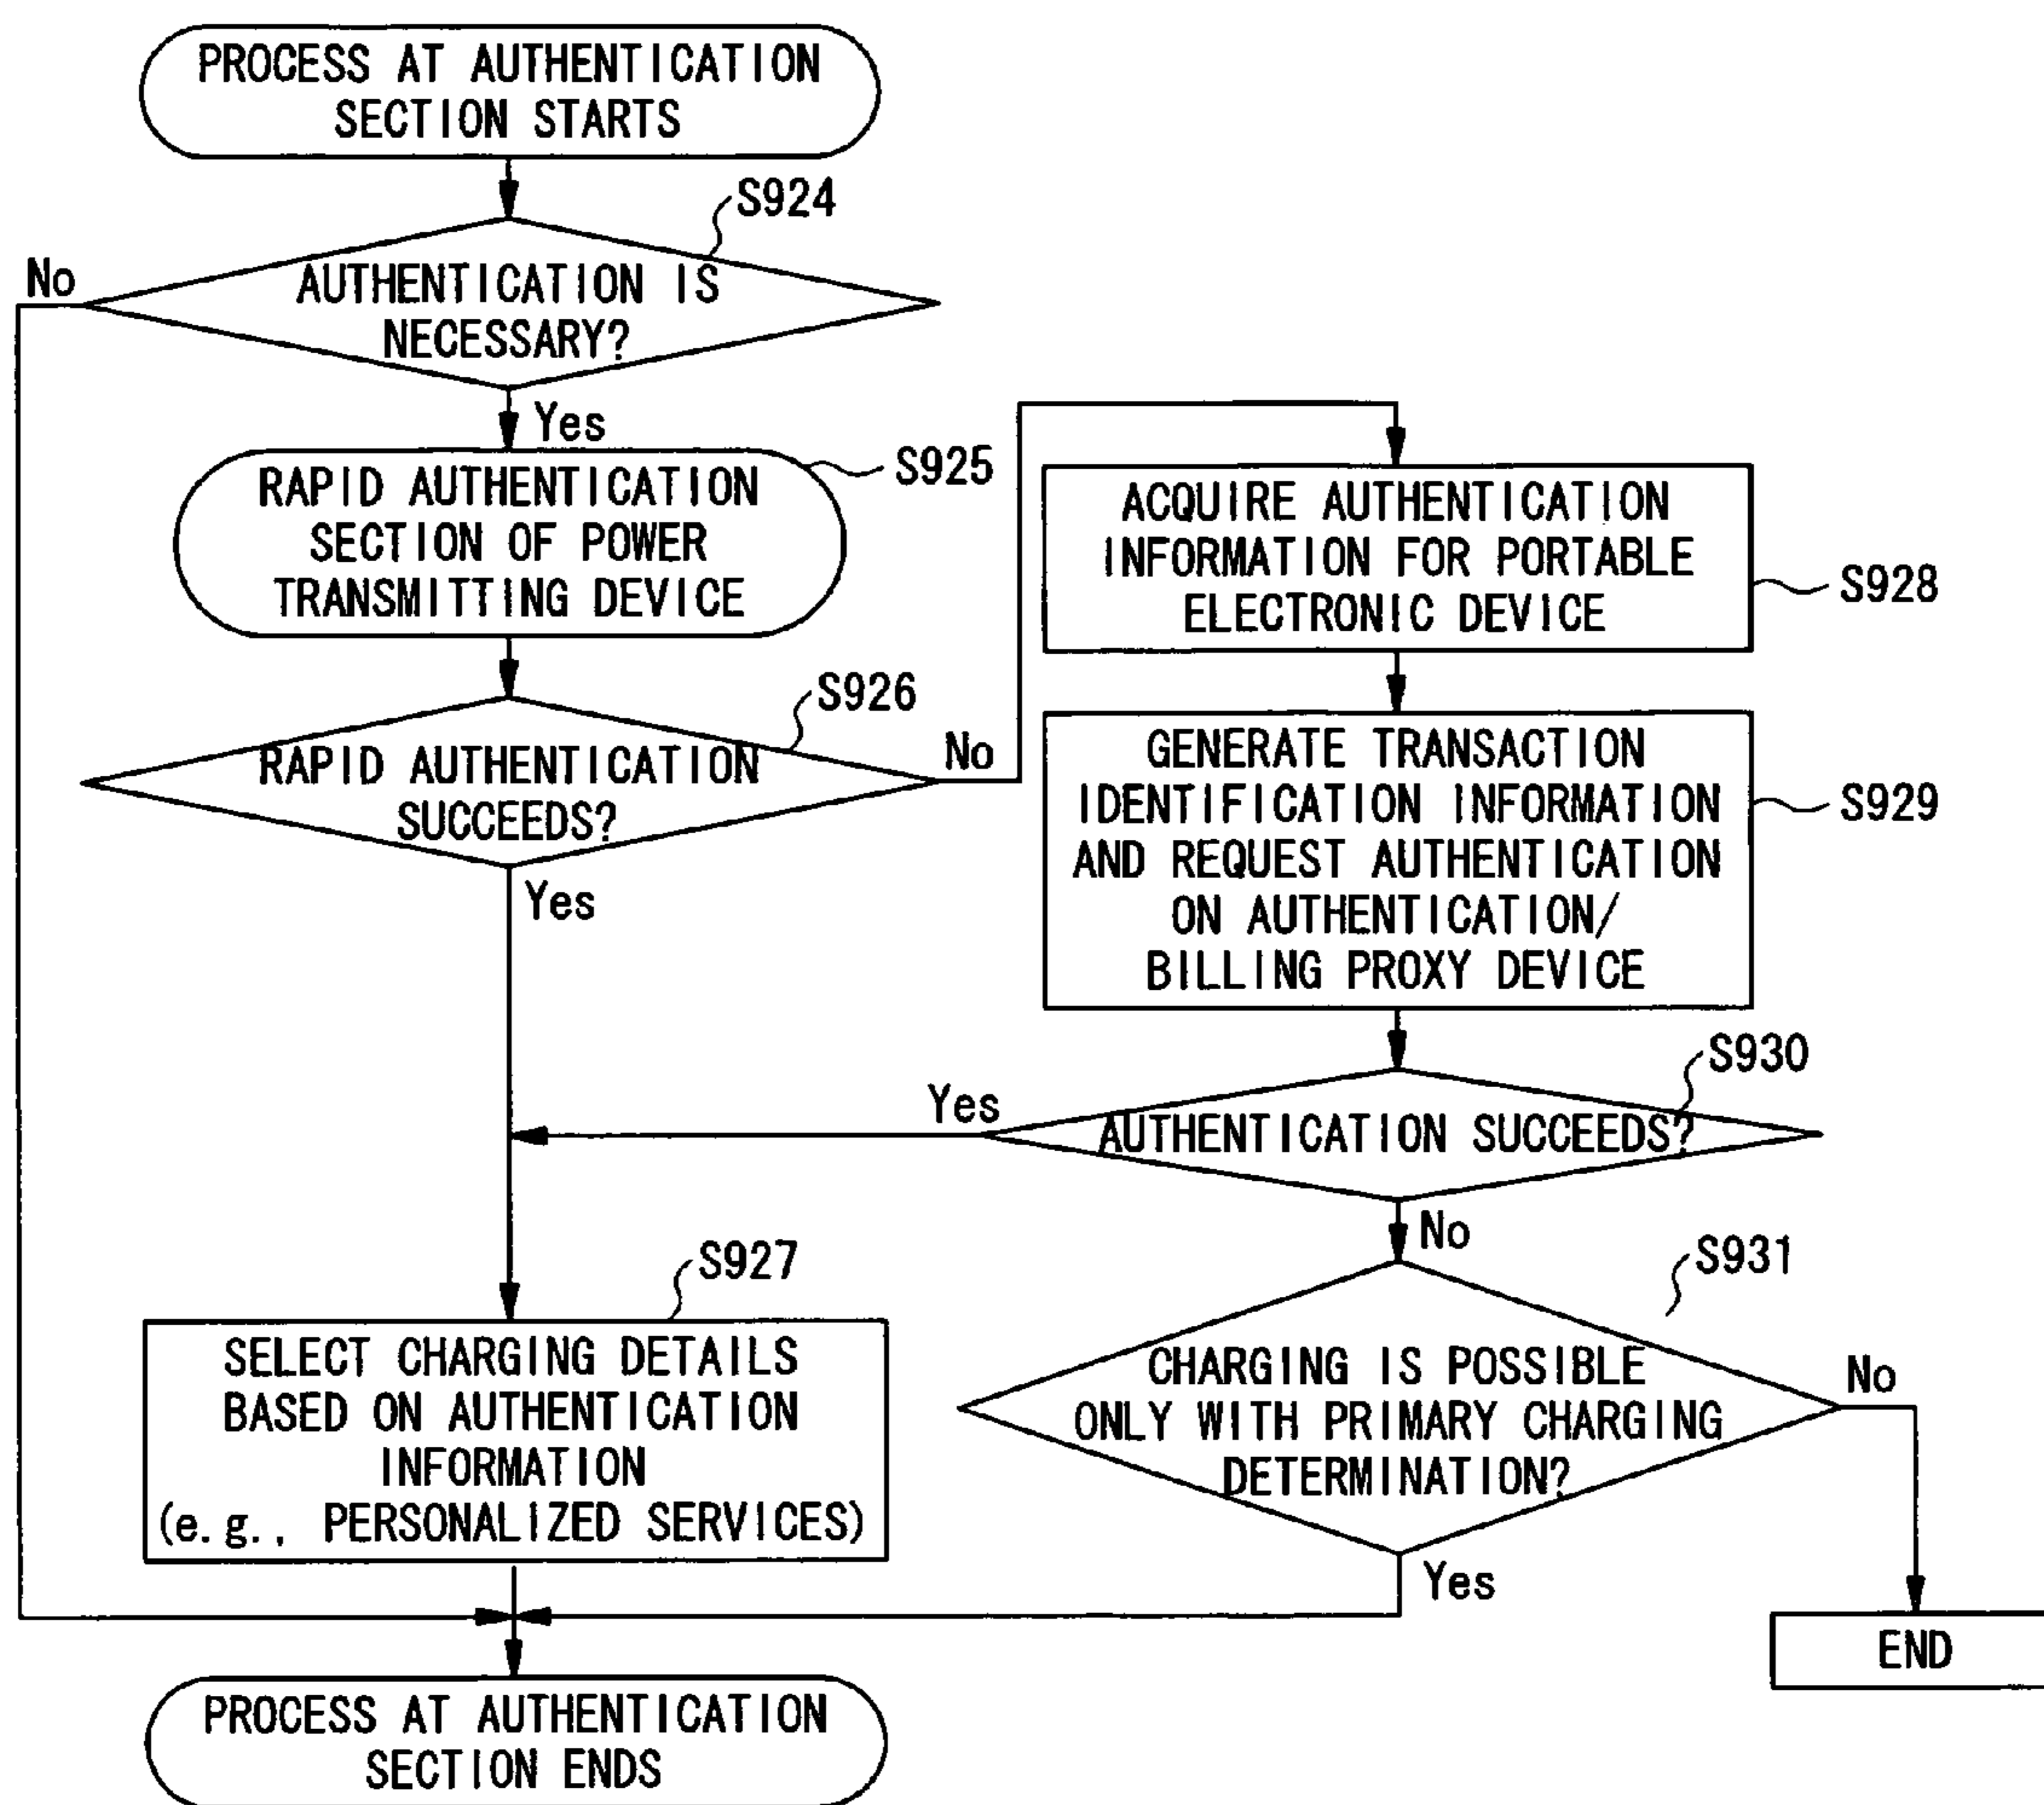 PROCESS AT AUTHENTICATION
SECTION STARTS
S924
No
AUTHENTICATION IS
NECESSARY?
Yes
S925
RAPID AUTHENTICATION
SECTION OF POWER
TRANSMITTING DEVICE
S926
RAPID AUTHENTICATION
SUCCEEDS?
No
Yes
ACQUIRE AUTHENTICATION
INFORMATION FOR PORTABLE
ELECTRONIC DEVICE
S928
GENERATE TRANSACTION
IDENTIFICATION INFORMATION
AND REQUEST AUTHENTICATION
ON AUTHENTICATION/
BILLING PROXY DEVICE
S929
S930
Yes
AUTHENTICATION SUCCEEDS?
No
S927
SELECT CHARGING DETAILS
BASED ON AUTHENTICATION
INFORMATION
(e.g., PERSONALIZED SERVICES)
S931
CHARGING IS POSSIBLE
ONLY WITH PRIMARY CHARGING
DETERMINATION?
No
Yes
END
PROCESS AT AUTHENTICATION
SECTION ENDS